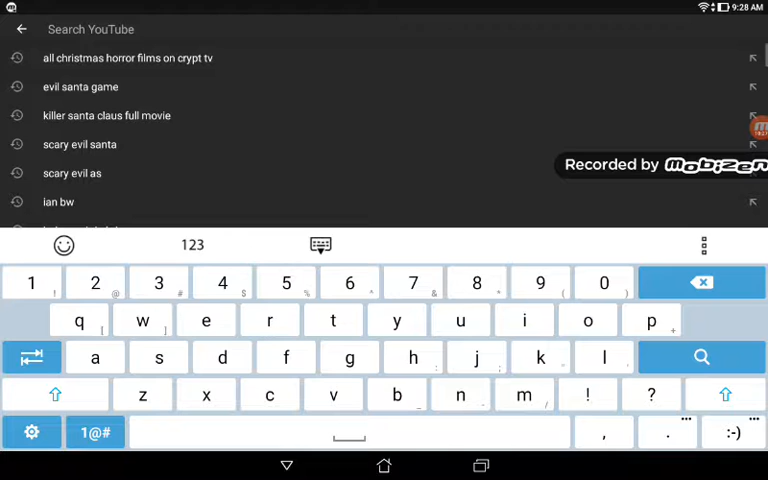 9:28 AM
Search YouTube
all christmas horror films on crypt tv
evil santa game
killer santa claus full movie
Recorded by Mobizen
scary evil santa
scary evil as
ian bw
123
1 ! 2 @ 3 # 4 $ 5 % 6 ^ 7 & 8 * 9 ( 0 )
q [ w ] e r t y u i o p +
a s d f g h : j ; k l
z x c v b _ n - m / ! ?
1@# , . :-)